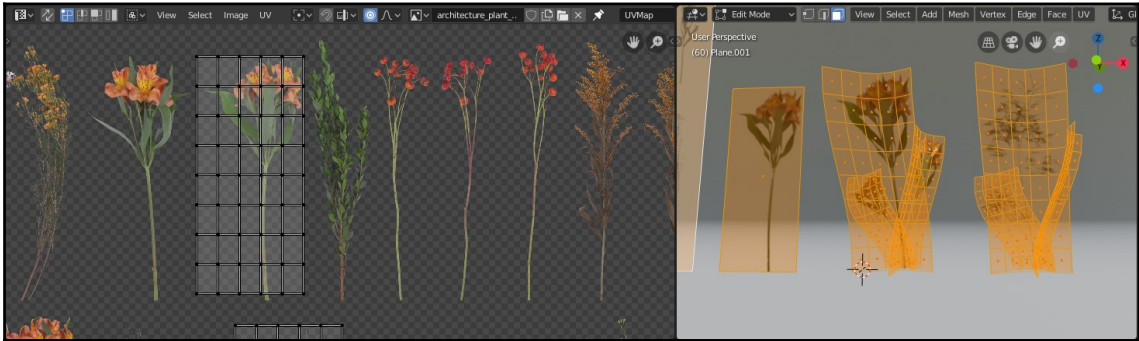 View Select Image UV
architecture_plant_..
UVMap
Edit Mode
View Select Add Mesh Vertex Edge Face UV
Gl
User Perspective
(60) Plane.001
Z
X
Y